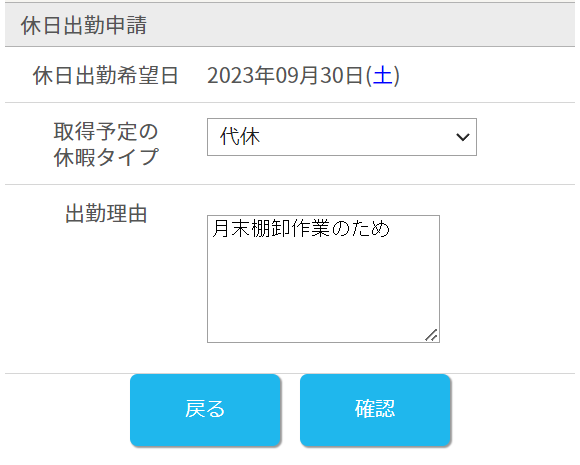 休日出勤申請
休日出勤希望日 2023年09月30日(土)
取得予定の
休暇タイプ
代休
出勤理由
月末棚卸作業のため
戻る 確認